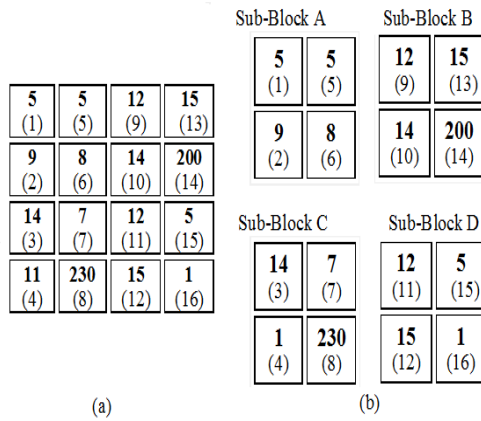 Sub-Block A Sub-Block B
5 5 12 15
(1) (5) (9) (13)
9 8 14 200
(2) (6) (10) (14)
14 7 12 5
(3) (7) (11) (15)
11 230 15 1
(4) (8) (12) (16)
(a)
5 5
(1) (5)
9 8
(2) (6)
12 15
(9) (13)
14 200
(10) (14)
Sub-Block C Sub-Block D
14 7
(3) (7)
1 230
(4) (8)
12 5
(11) (15)
15 1
(12) (16)
(b)